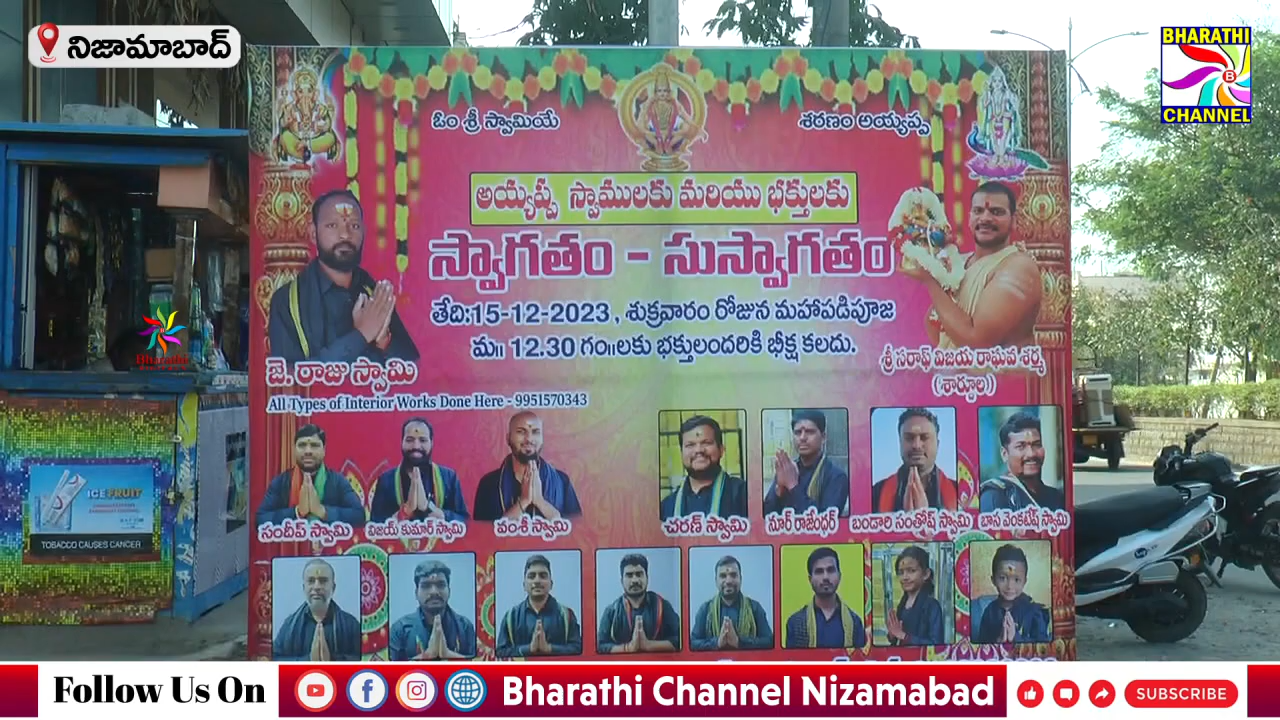 నిజామాబాద్
BHARATHI
CHANNEL
ఓం శ్రీ స్వామియే
శరణం అయ్యప్ప
అయ్యప్ప స్వాములకు మరియు భక్తులకు
స్వాగతం - సుస్వాగతం
తేది:15-12-2023, శుక్రవారం రోజున మహాపడిపూజ
మ॥ 12.30 గం॥లకు భక్తులందరికి భీక్ష కలదు.
జె. రాజు స్వామి
శ్రీ సరాఫ్ విజయ రాఘవ శర్మ
(శార్దూల)
All Types of Interior Works Done Here - 9951570343
Bharathi
సందీప్ స్వామి
విజయ్ కుమార్ స్వామి
వంశీ స్వామి
చరణ్ స్వామి
నూర్ రాజేంధర్
బండారి సంతోష్ స్వామి
బాస వెంకటేష్ స్వామి
ICE FRUIT
TOBACCO CAUSES CANCER
Follow Us On
Bharathi Channel Nizamabad
SUBSCRIBE